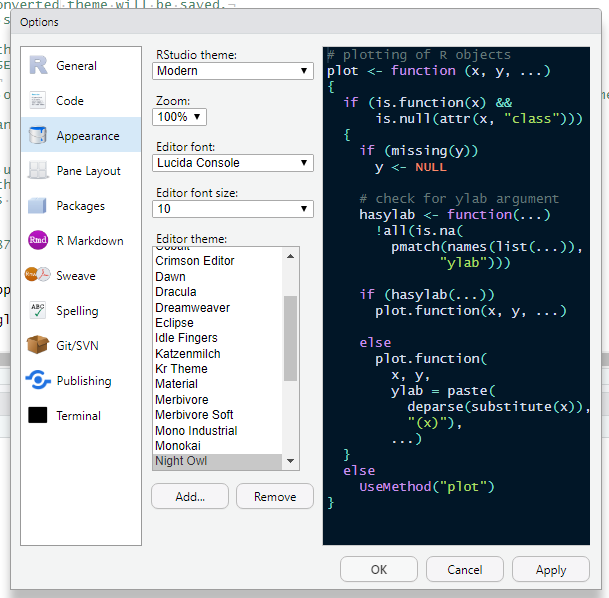 onverted theme will be saved.
Options
General
Code
Appearance
Pane Layout
Packages
Rmd R Markdown
Sweave
ABC Spelling
Git/SVN
Publishing
Terminal
RStudio theme:
Modern
Zoom:
100%
Editor font:
Lucida Console
Editor font size:
10
Editor theme:
Cobalt
Crimson Editor
Dawn
Dracula
Dreamweaver
Eclipse
Idle Fingers
Katzenmilch
Kr Theme
Material
Merbivore
Merbivore Soft
Mono Industrial
Monokai
Night Owl
Add...
Remove
# plotting of R objects
plot <- function (x, y, ...)
{
  if (is.function(x) &&
      is.null(attr(x, "class")))
  {
    if (missing(y))
      y <- NULL
    # check for ylab argument
    hasylab <- function(...)
      !all(is.na(
        pmatch(names(list(...)),
              "ylab")))
    if (hasylab(...))
      plot.function(x, y, ...)
    else
      plot.function(
        x, y,
        ylab = paste(
          deparse(substitute(x)),
          "(x)"),
        ...)
  }
  else
    UseMethod("plot")
}
OK
Cancel
Apply